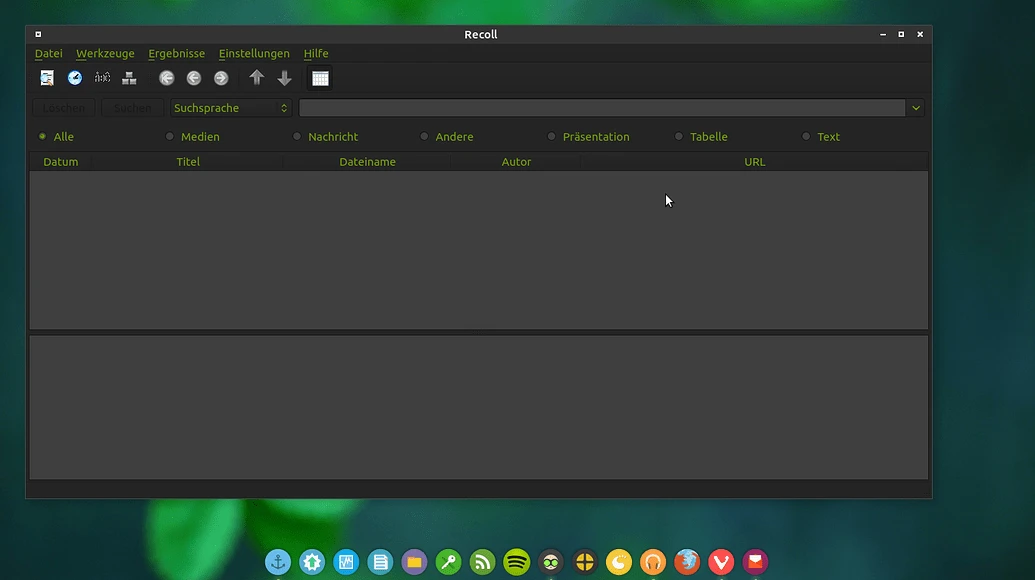 Recoll
Datei Werkzeuge Ergebnisse Einstellungen Hilfe
Löschen Suchen Suchsprache
Alle Medien Nachricht Andere Präsentation Tabelle Text
Datum Titel Dateiname Autor URL